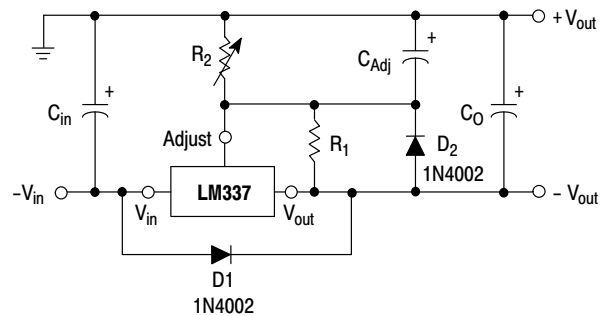 + Vout
R2
CAdj
+
+
+
Cin
CO
Adjust
R1
D2
1N4002
−Vin
Vin
LM337
Vout
− Vout
D1
1N4002